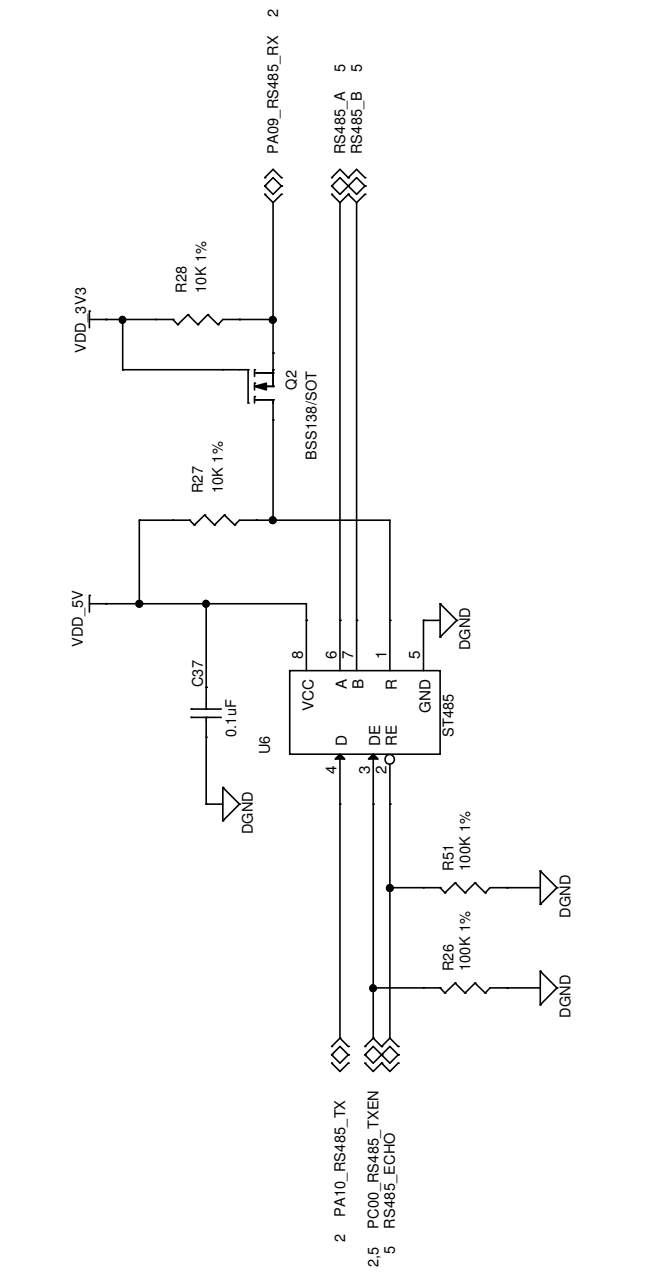 VDD_5V
VDD_3V3
C37
0.1uF
DGND
R27
10K 1%
R28
10K 1%
Q2
BSS138/SOT
PA09_RS485_RX 2
RS485_A 5
RS485_B 5
U6
ST485
4 D
3 DE
2 RE
VCC 8
A 6
B 7
R 1
GND 5
DGND
2 PA10_RS485_TX
2,5 PC00_RS485_TXEN
5 RS485_ECHO
R26
100K 1%
DGND
R51
100K 1%
DGND